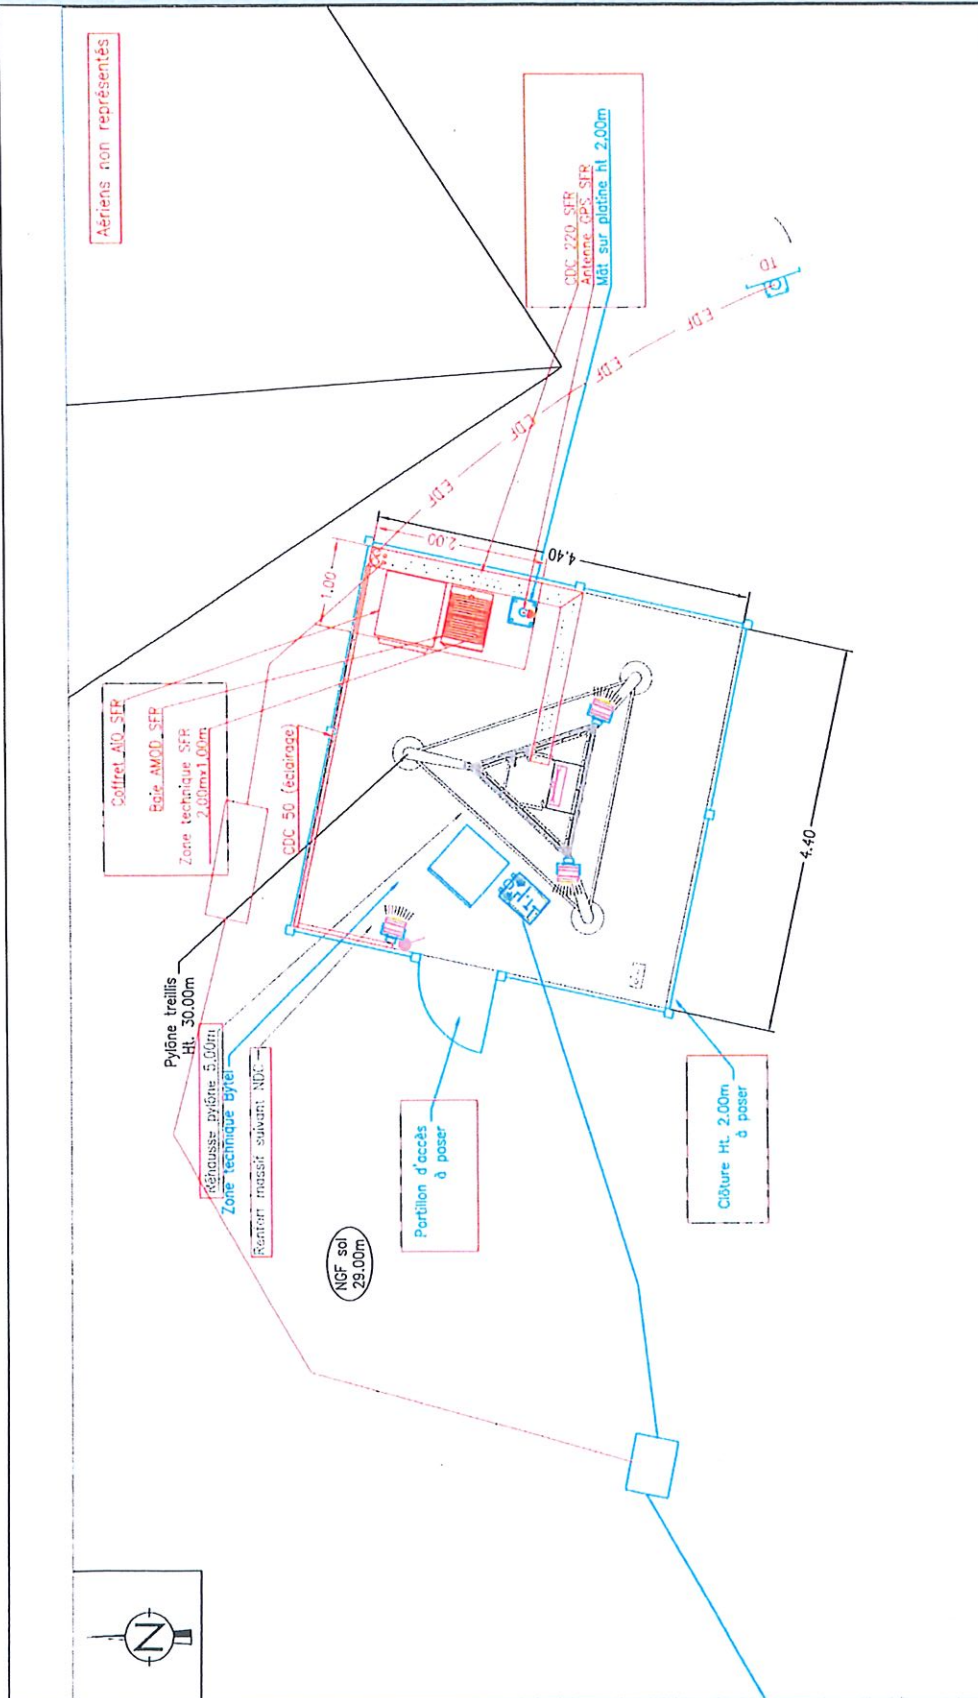 Aériens non représentés
CDC 220 SFR
Antenne GPS SFR
Mât sur platine ht 2,00m
TD
EDF
EDF
EDF
EDF
EDF
2.00
4.40
1.00
4.40
Coffret AIO SFR
Baie AMOD SFR
Zone technique SFR
2,00mx1,00m
CDC 50 (éclairage)
Pylône treillis
Ht. 30.00m
Réhausse pylône 5.00m
Zone technique Bytel
Renfort massif suivant NDC
NGF sol
29.00m
Portillon d'accès
à poser
Clôture Ht. 2.00m
à poser
N